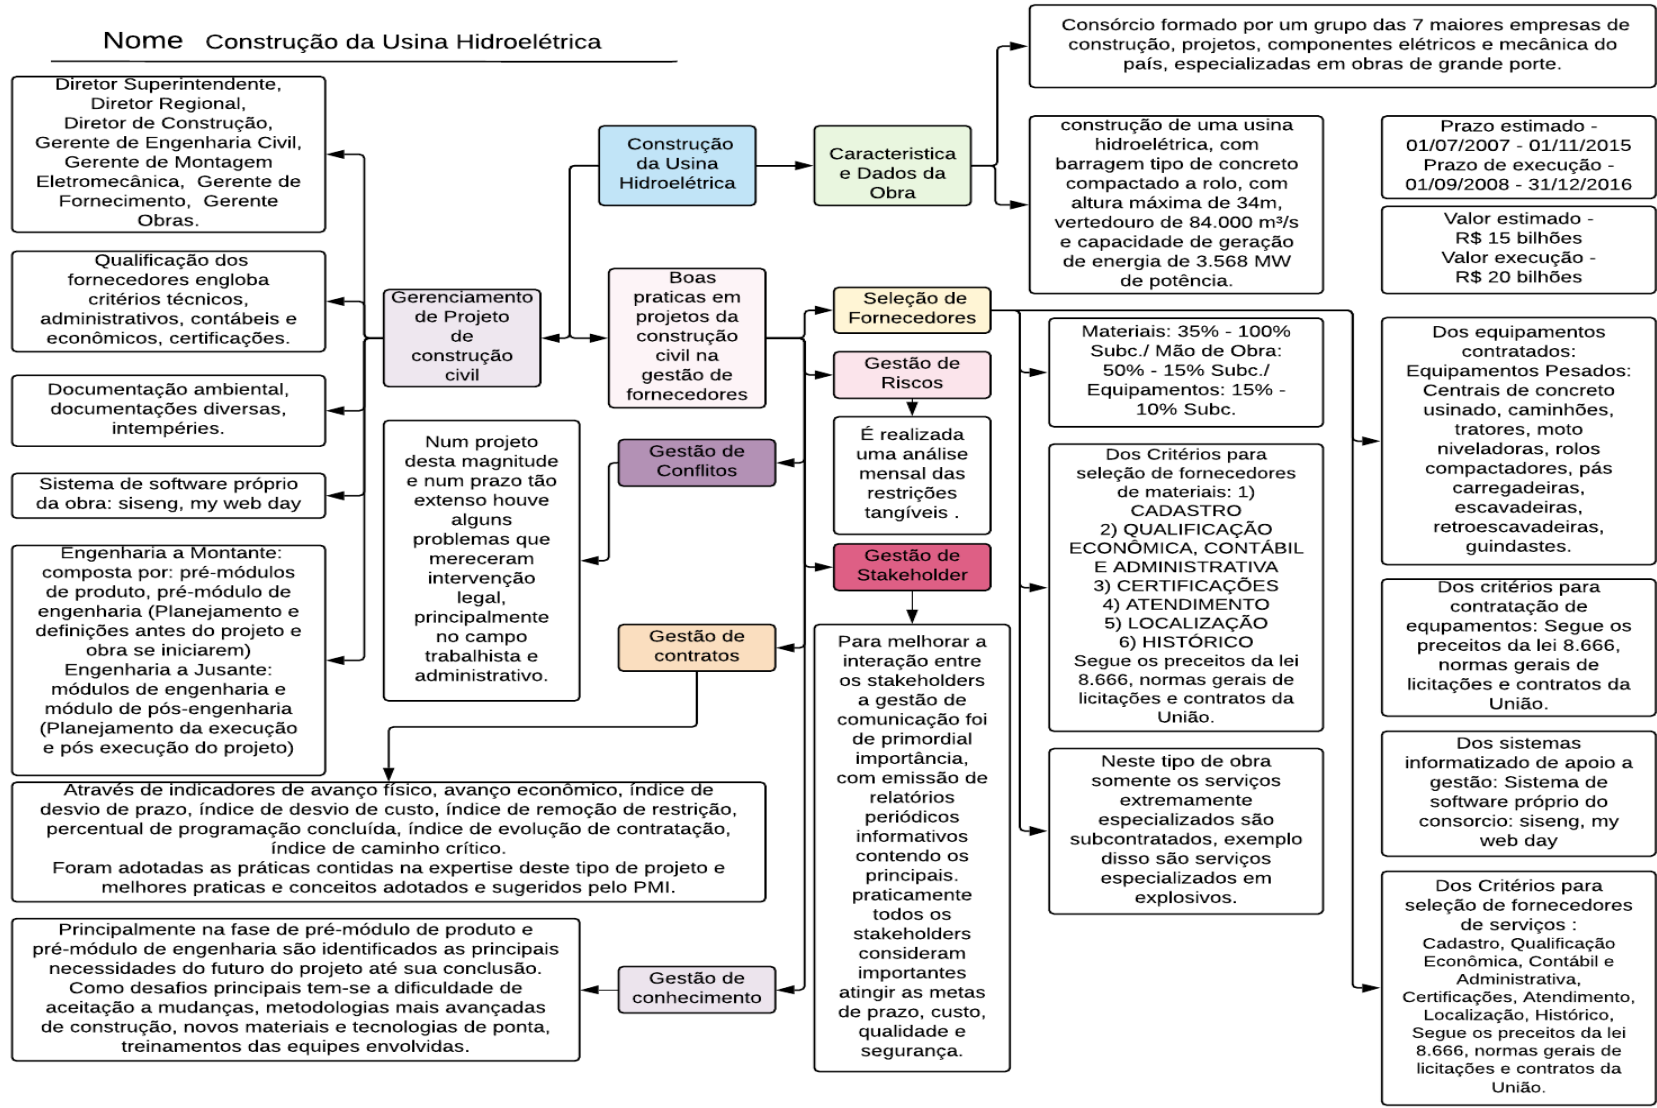 Nome Construção da Usina Hidroelétrica
Diretor Superintendente,
Diretor Regional,
Diretor de Construção,
Gerente de Engenharia Civil,
Gerente de Montagem
Eletromecânica, Gerente de
Fornecimento, Gerente
Obras.
Qualificação dos
fornecedores engloba
critérios técnicos,
administrativos, contábeis e
econômicos, certificações.
Documentação ambiental,
documentações diversas,
intempéries.
Sistema de software próprio
da obra: siseng, my web day
Engenharia a Montante:
composta por: pré-módulos
de produto, pré-módulo de
engenharia (Planejamento e
definições antes do projeto e
obra se iniciarem)
Engenharia a Jusante:
módulos de engenharia e
módulo de pós-engenharia
(Planejamento da execução
e pós execução do projeto)
Gerenciamento
de Projeto
de
construção
civil
Construção
da Usina
Hidroelétrica
Caracteristica
e Dados da
Obra
Consórcio formado por um grupo das 7 maiores empresas de
construção, projetos, componentes elétricos e mecânica do
país, especializadas em obras de grande porte.
construção de uma usina
hidroelétrica, com
barragem tipo de concreto
compactado a rolo, com
altura máxima de 34m,
vertedouro de 84.000 m³/s
e capacidade de geração
de energia de 3.568 MW
de potência.
Prazo estimado -
01/07/2007 - 01/11/2015
Prazo de execução -
01/09/2008 - 31/12/2016
Valor estimado -
R$ 15 bilhões
Valor execução -
R$ 20 bilhões
Boas
praticas em
projetos da
construção
civil na
gestão de
fornecedores
Seleção de
Fornecedores
Materiais: 35% - 100%
Subc./ Mão de Obra:
50% - 15% Subc./
Equipamentos: 15% -
10% Subc.
Dos Critérios para
seleção de fornecedores
de materiais: 1)
CADASTRO
2) QUALIFICAÇÃO
ECONÔMICA, CONTÁBIL
E ADMINISTRATIVA
3) CERTIFICAÇÕES
4) ATENDIMENTO
5) LOCALIZAÇÃO
6) HISTÓRICO
Segue os preceitos da lei
8.666, normas gerais de
licitações e contratos da
União.
Neste tipo de obra
somente os serviços
extremamente
especializados são
subcontratados, exemplo
disso são serviços
especializados em
explosivos.
Dos equipamentos
contratados:
Equipamentos Pesados:
Centrais de concreto
usinado, caminhões,
tratores, moto
niveladoras, rolos
compactadores, pás
carregadeiras,
escavadeiras,
retroescavadeiras,
guindastes.
Dos critérios para
contratação de
equpamentos: Segue os
preceitos da lei 8.666,
normas gerais de
licitações e contratos da
União.
Dos sistemas
informatizado de apoio a
gestão: Sistema de
software próprio do
consorcio: siseng, my
web day
Dos Critérios para
seleção de fornecedores
de serviços :
Cadastro, Qualificação
Econômica, Contábil e
Administrativa,
Certificações, Atendimento,
Localização, Histórico,
Segue os preceitos da lei
8.666, normas gerais de
licitações e contratos da
União.
Gestão de
Riscos
É realizada
uma análise
mensal das
restrições
tangíveis .
Gestão de
Stakeholder
Para melhorar a
interação entre
os stakeholders
a gestão de
comunicação foi
de primordial
importância,
com emissão de
relatórios
periódicos
informativos
contendo os
principais.
praticamente
todos os
stakeholders
consideram
importantes
atingir as metas
de prazo, custo,
qualidade e
segurança.
Gestão de
Conflitos
Num projeto
desta magnitude
e num prazo tão
extenso houve
alguns
problemas que
mereceram
intervenção
legal,
principalmente
no campo
trabalhista e
administrativo.
Gestão de
contratos
Através de indicadores de avanço físico, avanço econômico, índice de
desvio de prazo, índice de desvio de custo, índice de remoção de restrição,
percentual de programação concluída, índice de evolução de contratação,
índice de caminho crítico.
Foram adotadas as práticas contidas na expertise deste tipo de projeto e
melhores praticas e conceitos adotados e sugeridos pelo PMI.
Gestão de
conhecimento
Principalmente na fase de pré-módulo de produto e
pré-módulo de engenharia são identificados as principais
necessidades do futuro do projeto até sua conclusão.
Como desafios principais tem-se a dificuldade de
aceitação a mudanças, metodologias mais avançadas
de construção, novos materiais e tecnologias de ponta,
treinamentos das equipes envolvidas.